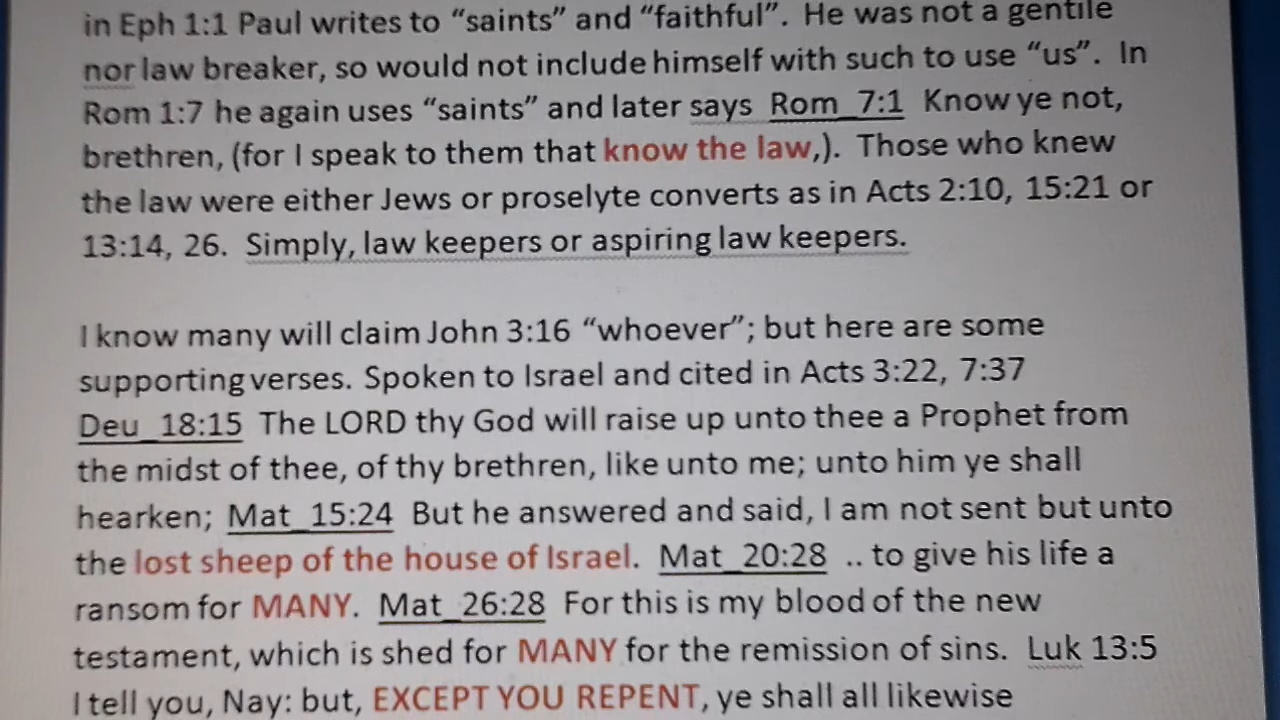 in Eph 1:1 Paul writes to “saints” and “faithful”.  He was not a gentile
nor law breaker, so would not include himself with such to use “us”.  In
Rom 1:7 he again uses “saints” and later says  Rom_7:1  Know ye not,
brethren, (for I speak to them that know the law,).  Those who knew
the law were either Jews or proselyte converts as in Acts 2:10, 15:21 or
13:14, 26.  Simply, law keepers or aspiring law keepers.
I know many will claim John 3:16 “whoever”; but here are some
supporting verses.  Spoken to Israel and cited in Acts 3:22, 7:37
Deu_18:15  The LORD thy God will raise up unto thee a Prophet from
the midst of thee, of thy brethren, like unto me; unto him ye shall
hearken;  Mat_15:24  But he answered and said, I am not sent but unto
the lost sheep of the house of Israel.  Mat_20:28  .. to give his life a
ransom for MANY.  Mat_26:28  For this is my blood of the new
testament, which is shed for MANY for the remission of sins.  Luk 13:5
I tell you, Nay: but, EXCEPT YOU REPENT, ye shall all likewise